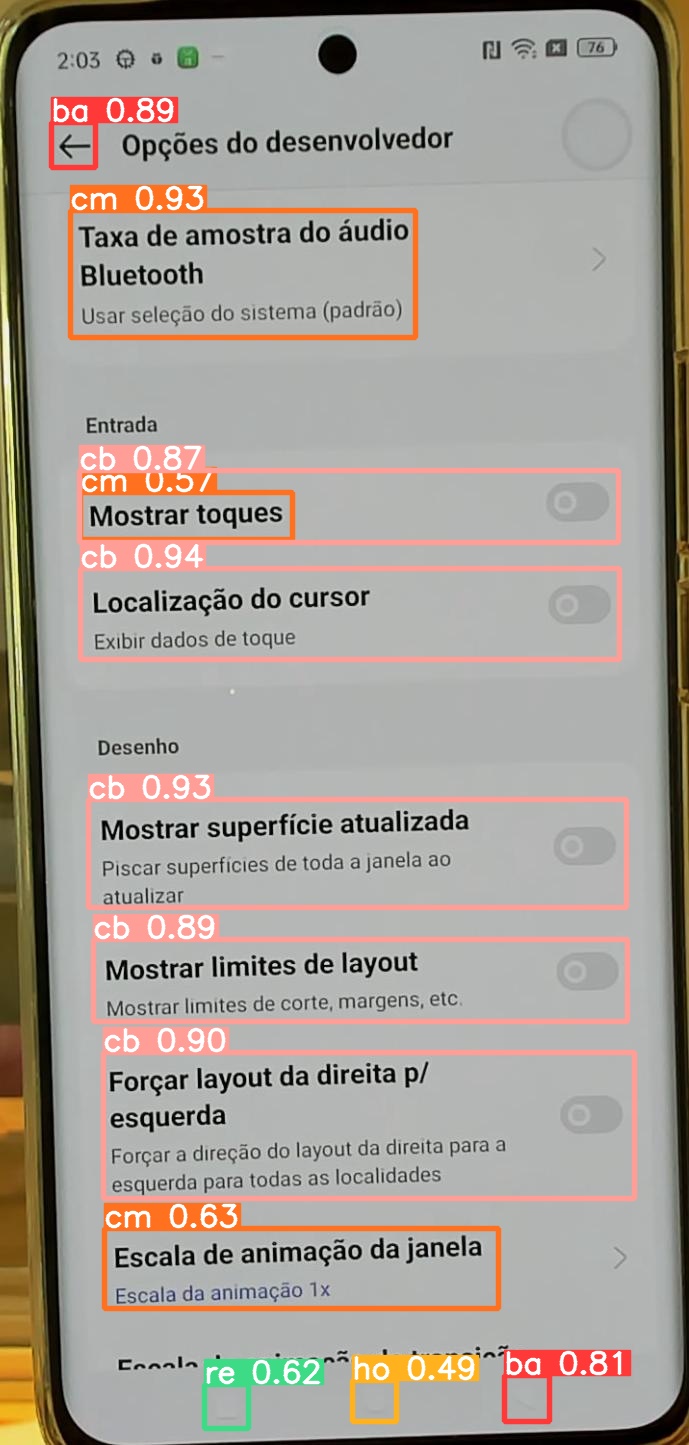 2:03
76
ba 0.89
Opções do desenvolvedor
cm 0.93
Taxa de amostra do áudio
Bluetooth
Usar seleção do sistema (padrão)
Entrada
cb 0.87
cm 0.57
Mostrar toques
cb 0.94
Localização do cursor
Exibir dados de toque
Desenho
cb 0.93
Mostrar superfície atualizada
Piscar superfícies de toda a janela ao
atualizar
cb 0.89
Mostrar limites de layout
Mostrar limites de corte, margens, etc.
cb 0.90
Forçar layout da direita p/
esquerda
Forçar a direção do layout da direita para a
esquerda para todas as localidades
cm 0.63
Escala de animação da janela
Escala da animação 1x
Escala
re 0.62
ho 0.49
ba 0.81